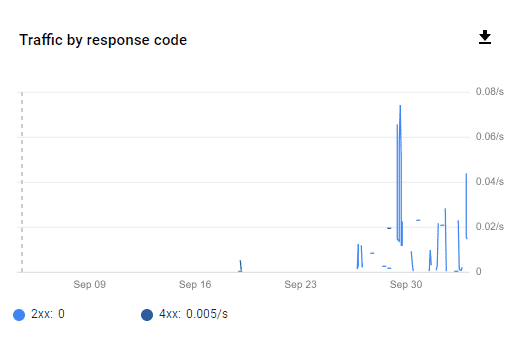 Traffic by response code
0.08/s
0.06/s
0.04/s
0.02/s
0
Sep 09 Sep 16 Sep 23 Sep 30
2xx: 0 4xx: 0.005/s